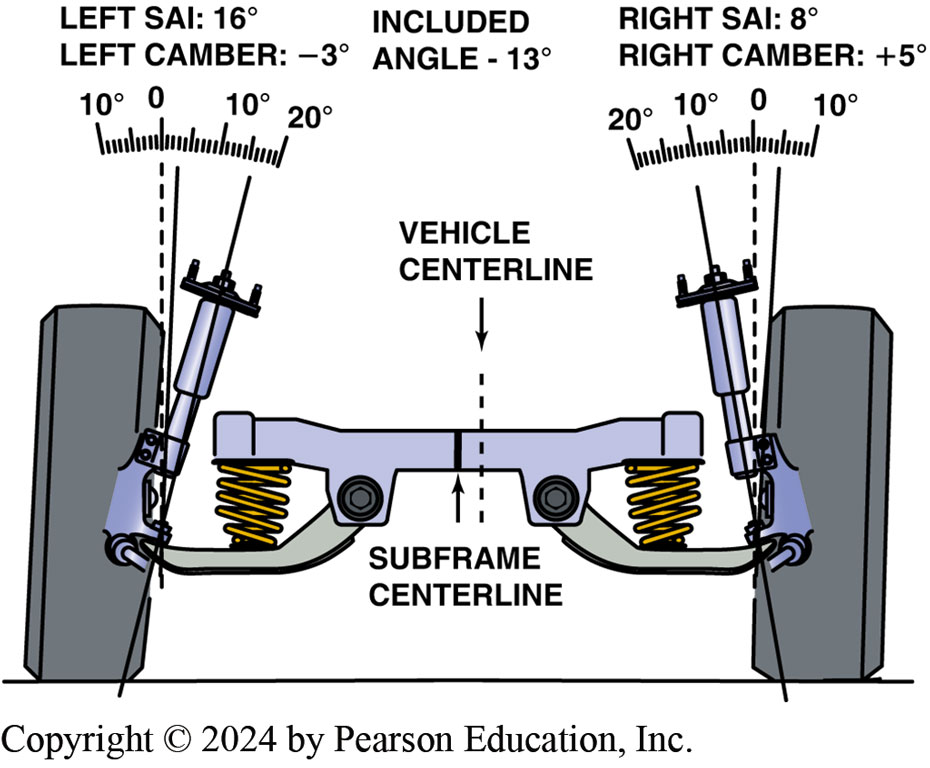 LEFT SAI: 16°
LEFT CAMBER: −3°
INCLUDED
ANGLE - 13°
RIGHT SAI: 8°
RIGHT CAMBER: +5°
10° 0 10° 20°
20° 10° 0 10°
VEHICLE
CENTERLINE
SUBFRAME
CENTERLINE
Copyright © 2024 by Pearson Education, Inc.